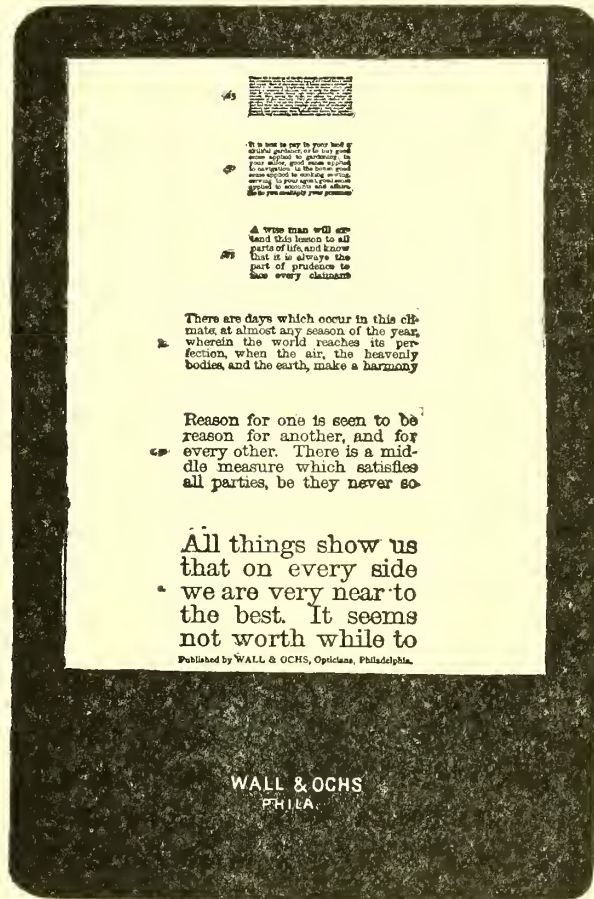 It is best to pay in your land a
skilful gardener, or to buy good
sense applied to gardening; in
your sailor, good sense applied
to navigation; in the house, good
sense applied to cooking, sewing,
serving; in your agent, good sense
applied to accounts and affairs.
So do you multiply your presence
A wise man will ex-
tend this lesson to all
parts of life, and know
that it is always the
part of prudence to
face every claimant
There are days which occur in this cli-
mate, at almost any season of the year,
wherein the world reaches its per-
fection, when the air, the heavenly
bodies, and the earth, make a harmony
Reason for one is seen to be
reason for another, and for
every other. There is a mid-
dle measure which satisfies
all parties, be they never so
All things show us
that on every side
we are very near to
the best. It seems
not worth while to
Published by WALL & OCHS, Opticians, Philadelphia.
WALL & OCHS
PHILA.